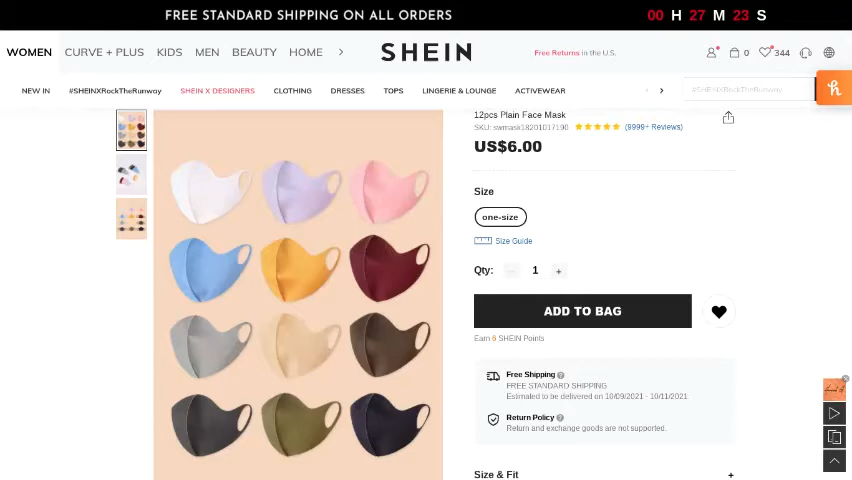 FREE STANDARD SHIPPING ON ALL ORDERS
00 H 27 M 23 S
WOMEN CURVE + PLUS KIDS MEN BEAUTY HOME
SHEIN
Free Returns in the U.S.
0 344
NEW IN #SHEINXRockTheRunway SHEIN X DESIGNERS CLOTHING DRESSES TOPS LINGERIE & LOUNGE ACTIVEWEAR
#SHEINXRockTheRunway
12pcs Plain Face Mask
SKU: swmask18201017190 (9999+ Reviews)
US$6.00
Size
one-size
Size Guide
Qty: 1 +
ADD TO BAG
Earn 6 SHEIN Points
Free Shipping ?
FREE STANDARD SHIPPING
Estimated to be delivered on 10/09/2021 - 10/11/2021
Return Policy ?
Return and exchange goods are not supported.
Size & Fit +